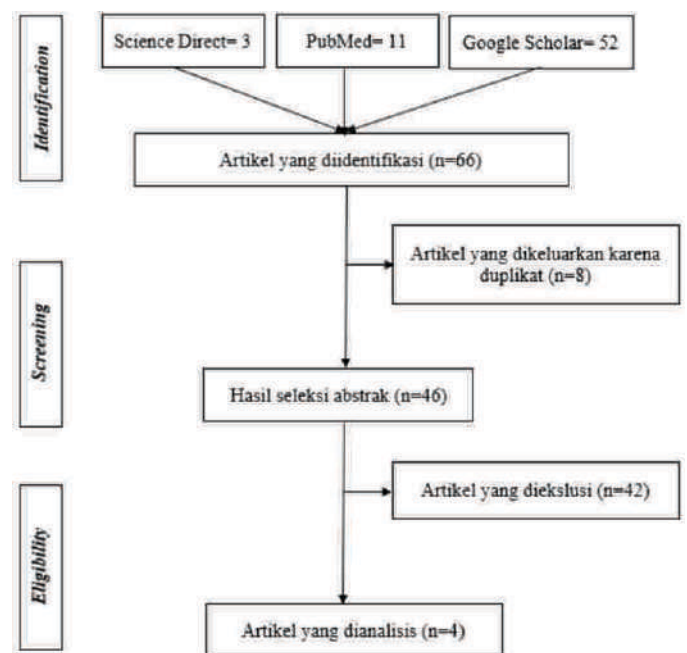 Identification
Science Direct= 3
PubMed= 11
Google Scholar= 52
Artikel yang diidentifikasi (n=66)
Screening
Artikel yang dikeluarkan karena
duplikat (n=8)
Hasil seleksi abstrak (n=46)
Eligibility
Artikel yang diekslusi (n=42)
Artikel yang dianalisis (n=4)